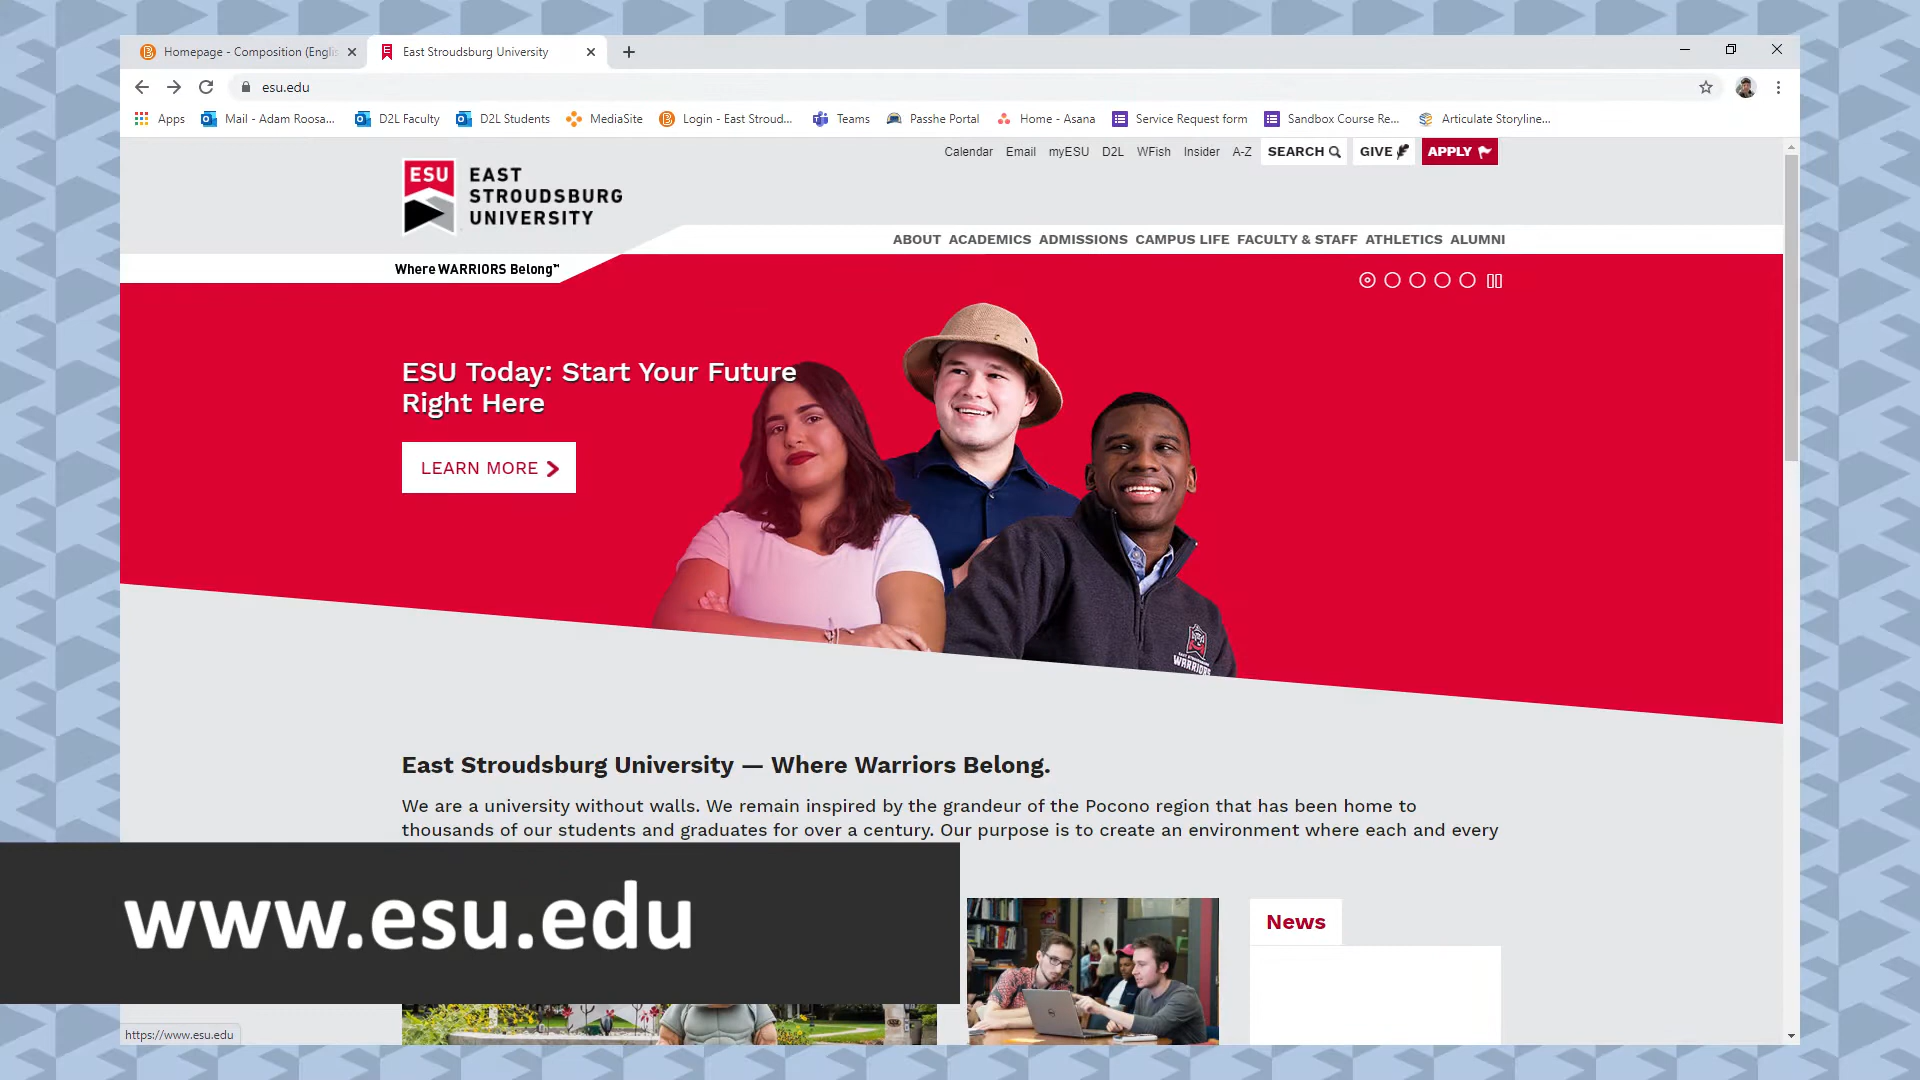 Homepage - Composition (Engli
East Stroudsburg University
esu.edu
Apps
Mail - Adam Roosa...
D2L Faculty
D2L Students
MediaSite
Login - East Stroud...
Teams
Passhe Portal
Home - Asana
Service Request form
Sandbox Course Re...
Articulate Storyline...
Calendar Email myESU D2L WFish Insider A-Z SEARCH GIVE APPLY
ESU
EAST
STROUDSBURG
UNIVERSITY
ABOUT ACADEMICS ADMISSIONS CAMPUS LIFE FACULTY & STAFF ATHLETICS ALUMNI
Where WARRIORS Belong™
ESU Today: Start Your Future
Right Here
LEARN MORE
EAST STROUDSBURG
WARRIORS
East Stroudsburg University — Where Warriors Belong.
We are a university without walls. We remain inspired by the grandeur of the Pocono region that has been home to
thousands of our students and graduates for over a century. Our purpose is to create an environment where each and every
www.esu.edu
News
https://www.esu.edu